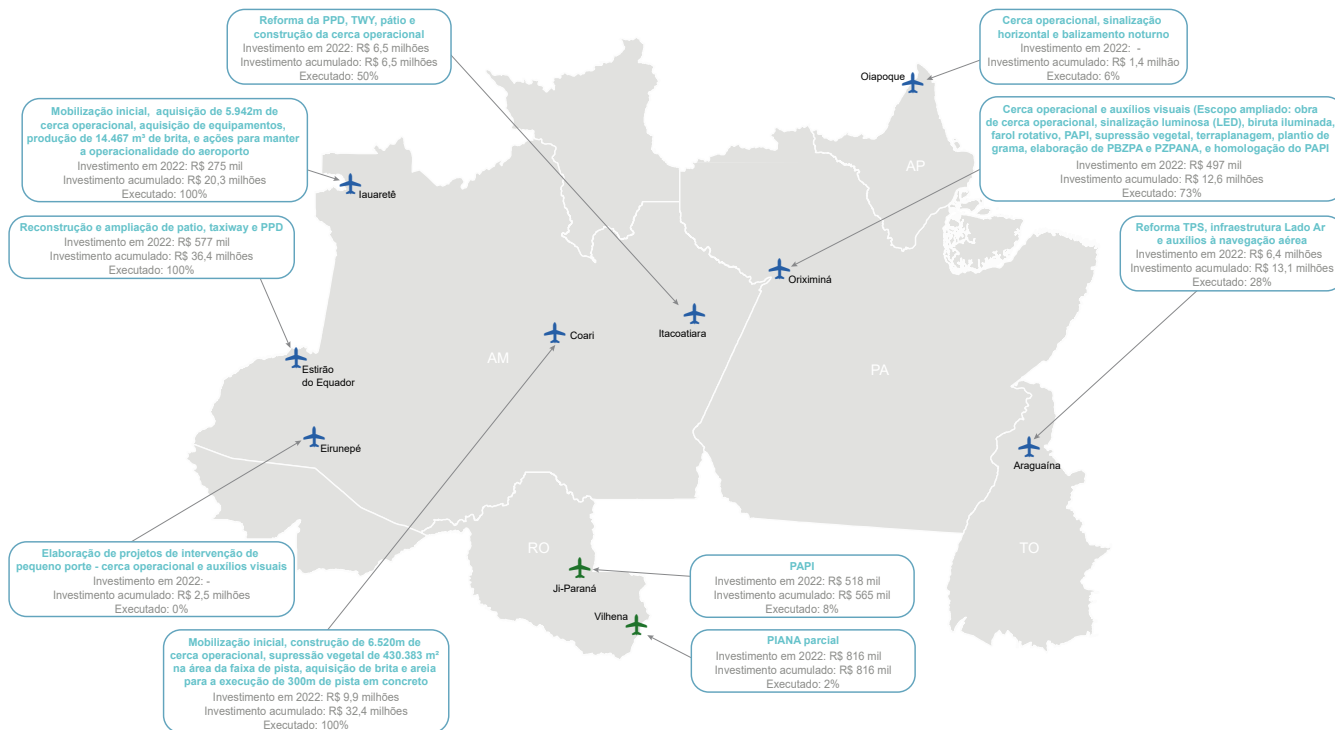 Reforma da PPD, TWY, pátio e
construção da cerca operacional
Investimento em 2022: R$ 6,5 milhões
Investimento acumulado: R$ 6,5 milhões
Executado: 50%
Cerca operacional, sinalização
horizontal e balizamento noturno
Investimento em 2022:  -
Investimento acumulado: R$ 1,4 milhão
Executado: 6%
Oiapoque
Mobilização inicial,  aquisição de 5.942m de
cerca operacional, aquisição de equipamentos,
produção de 14.467 m³ de brita, e ações para manter
a operacionalidade do aeroporto
Investimento em 2022: R$ 275 mil
Investimento acumulado: R$ 20,3 milhões
Executado: 100%
Iauaretê
Cerca operacional e auxílios visuais (Escopo ampliado: obra
de cerca operacional, sinalização luminosa (LED), biruta iluminada,
farol rotativo, PAPI, supressão vegetal, terraplanagem, plantio de
grama, elaboração de PBZPA e PZPANA, e homologação do PAPI
Investimento em 2022: R$ 497 mil
Investimento acumulado: R$ 12,6 milhões
Executado: 73%
AP
Reconstrução e ampliação de patio, taxiway e PPD
Investimento em 2022: R$ 577 mil
Investimento acumulado: R$ 36,4 milhões
Executado: 100%
Reforma TPS, infraestrutura Lado Ar
e auxílios à navegação aérea
Investimento em 2022: R$ 6,4 milhões
Investimento acumulado: R$ 13,1 milhões
Executado: 28%
Oriximiná
Itacoatiara
Coari
AM
PA
Estirão
do Equador
Eirunepé
Araguaína
Elaboração de projetos de intervenção de
pequeno porte - cerca operacional e auxílios visuais
Investimento em 2022: -
Investimento acumulado: R$ 2,5 milhões
Executado: 0%
RO
TO
Ji-Paraná
PAPI
Investimento em 2022: R$ 518 mil
Investimento acumulado: R$ 565 mil
Executado: 8%
Vilhena
Mobilização inicial, construção de 6.520m de
cerca operacional, supressão vegetal de 430.383 m²
na área da faixa de pista, aquisição de brita e areia
para a execução de 300m de pista em concreto
Investimento em 2022: R$ 9,9 milhões
Investimento acumulado: R$ 32,4 milhões
Executado: 100%
PIANA parcial
Investimento em 2022: R$ 816 mil
Investimento acumulado: R$ 816 mil
Executado: 2%